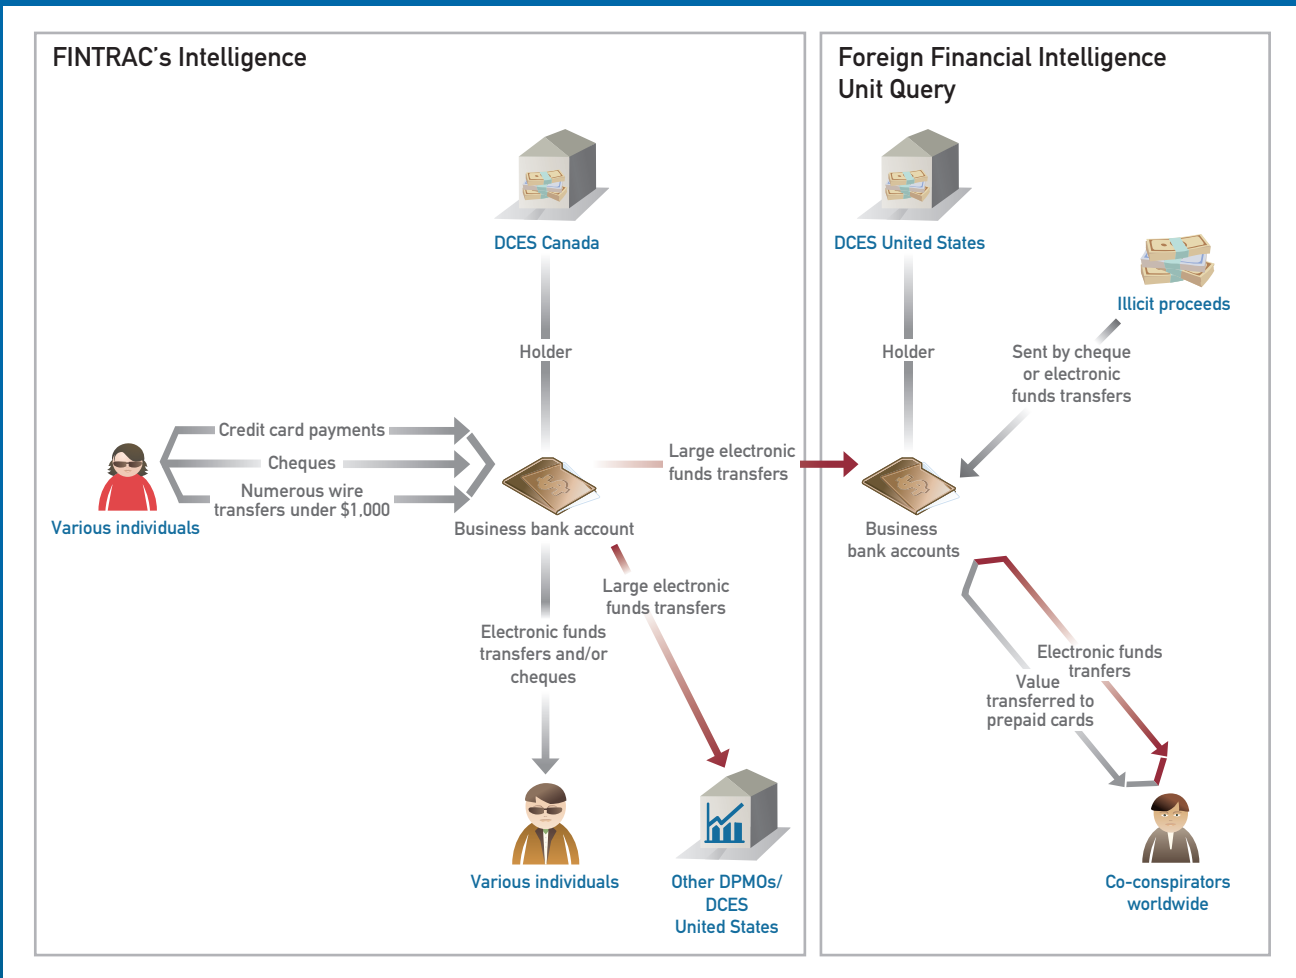 FINTRAC's Intelligence
DCES Canada
Holder
Credit card payments
Cheques
Numerous wire
transfers under $1,000
Various individuals
Business bank account
Large electronic
funds transfers
Large electronic
funds transfers
Electronic funds
transfers and/or
cheques
Various individuals
Other DPMOs/
DCES
United States
Foreign Financial Intelligence
Unit Query
DCES United States
Illicit proceeds
Holder
Sent by cheque
or electronic
funds transfers
Business
bank accounts
Electronic funds
tranfers
Value
transferred to
prepaid cards
Co-conspirators
worldwide